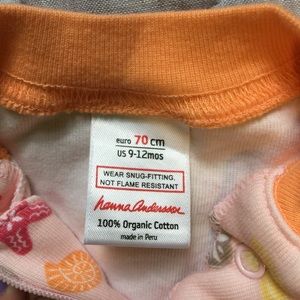 euro 70 cm
US 9-12mos
WEAR SNUG-FITTING.
NOT FLAME RESISTANT
hanna andersson
100% Organic Cotton
made in Peru